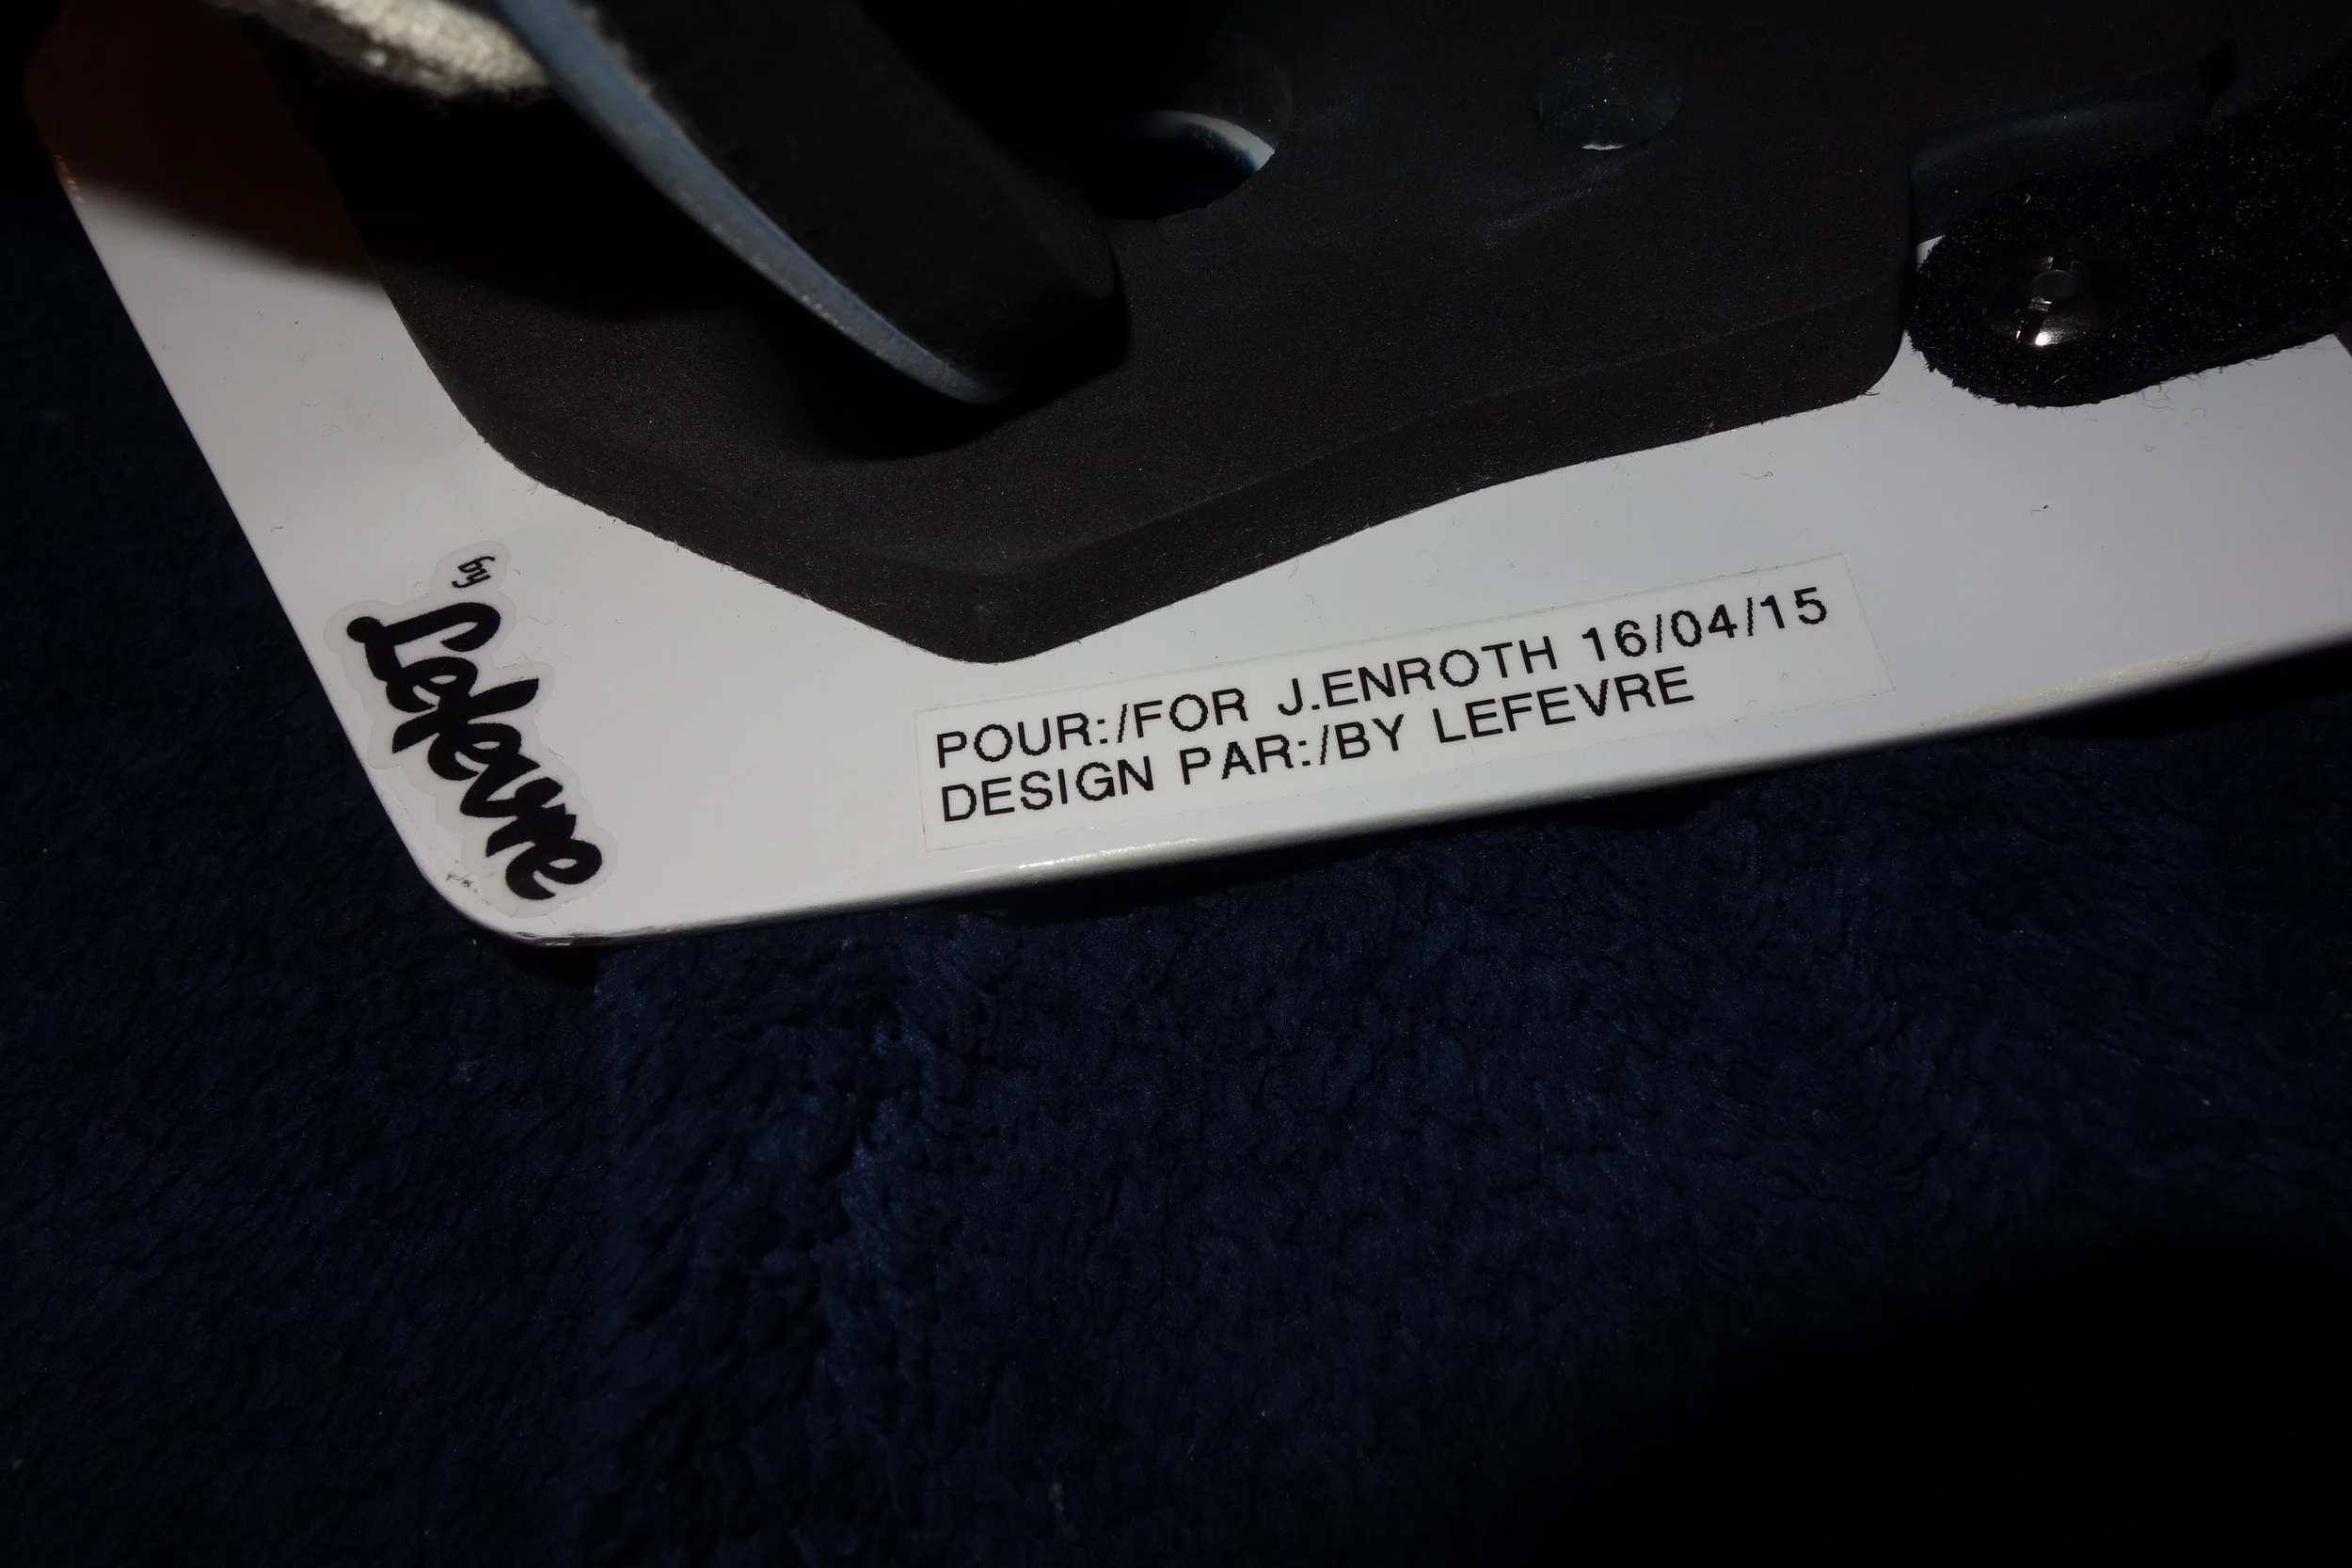 by
Lefevre
POUR:/FOR J.ENROTH 16/04/15
DESIGN PAR:/BY LEFEVRE